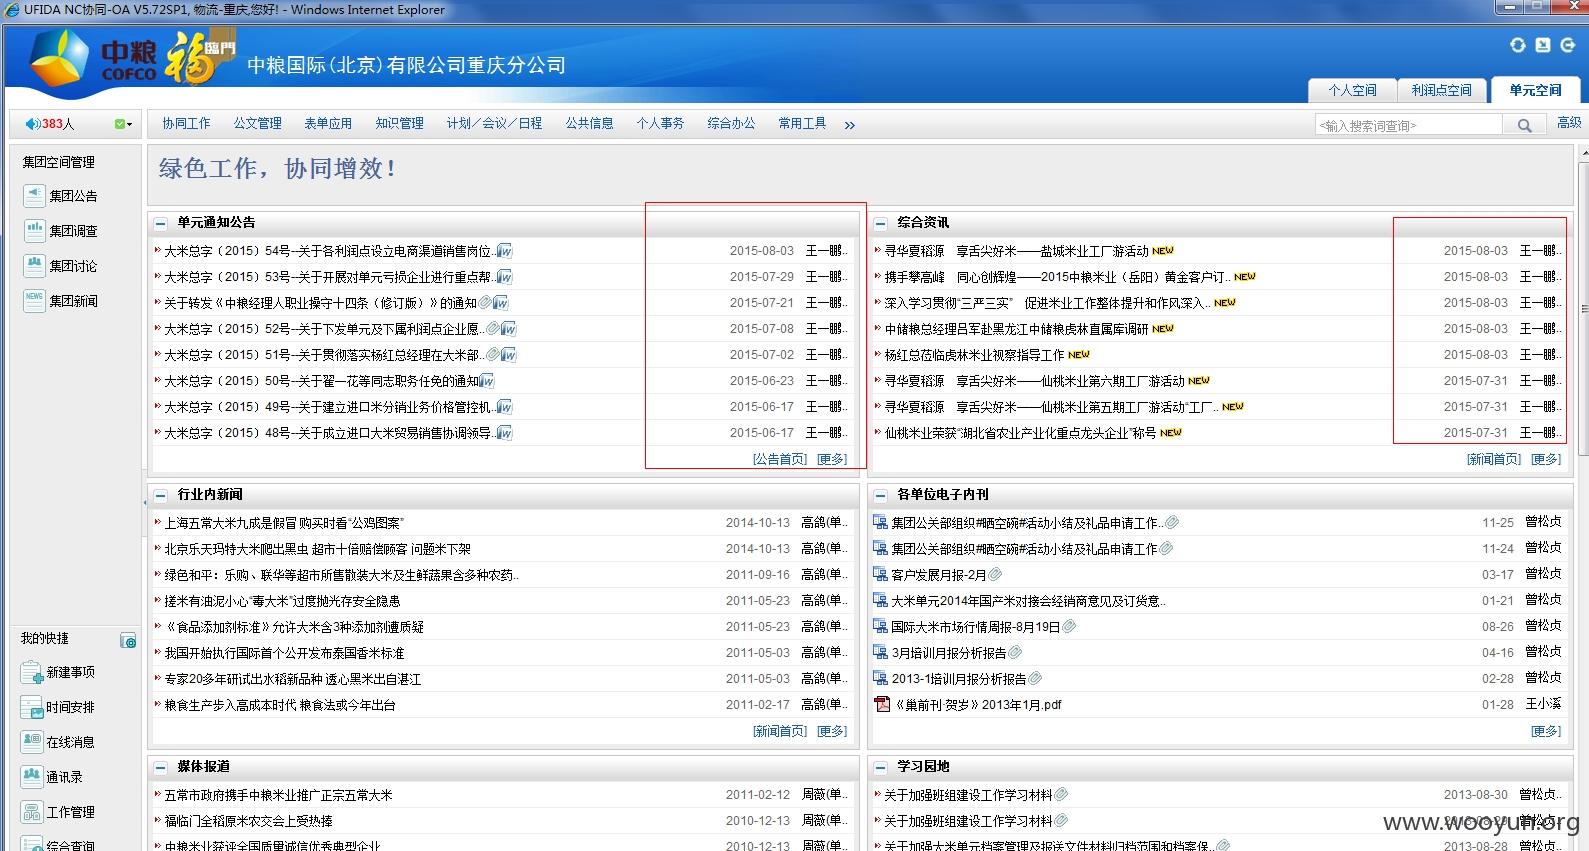 UFIDA NC协同-OA V5.72SP1, 物流-重庆,您好! - Windows Internet Explorer
中粮 COFCO 福臨門 中粮国际(北京)有限公司重庆分公司
个人空间 利润点空间 单元空间
383人 协同工作 公文管理 表单应用 知识管理 计划/会议/日程 公共信息 个人事务 综合办公 常用工具 >> <输入搜索词查询> 高级
集团空间管理
集团公告
集团调查
集团讨论
集团新闻
绿色工作，协同增效！
单元通知公告
大米总字（2015）54号--关于各利润点设立电商渠道销售岗位.. 2015-08-03 王一鹏..
大米总字（2015）53号--关于开展对单元亏损企业进行重点帮.. 2015-07-29 王一鹏..
关于转发《中粮经理人职业操守十四条（修订版）》的通知 2015-07-21 王一鹏..
大米总字（2015）52号--关于下发单元及下属利润点企业愿.. 2015-07-08 王一鹏..
大米总字（2015）51号--关于贯彻落实杨红总经理在大米部.. 2015-07-02 王一鹏..
大米总字（2015）50号--关于翟一花等同志职务任免的通知 2015-06-23 王一鹏..
大米总字（2015）49号--关于建立进口米分销业务价格管控机.. 2015-06-17 王一鹏..
大米总字（2015）48号--关于成立进口大米贸易销售协调领导.. 2015-06-17 王一鹏..
[公告首页] [更多]
综合资讯
寻华夏稻源 享舌尖好米——盐城米业工厂游活动 NEW 2015-08-03 王一鹏..
携手攀高峰 同心创辉煌——2015中粮米业（岳阳）黄金客户订.. NEW 2015-08-03 王一鹏..
深入学习贯彻“三严三实” 促进米业工作整体提升和作风深入.. NEW 2015-08-03 王一鹏..
中储粮总经理吕军赴黑龙江中储粮虎林直属库调研 NEW 2015-08-03 王一鹏..
杨红总莅临虎林米业视察指导工作 NEW 2015-08-03 王一鹏..
寻华夏稻源 享舌尖好米——仙桃米业第六期工厂游活动 NEW 2015-07-31 王一鹏..
寻华夏稻源 享舌尖好米——仙桃米业第五期工厂游活动“工厂.. NEW 2015-07-31 王一鹏..
仙桃米业荣获“湖北省农业产业化重点龙头企业”称号 NEW 2015-07-31 王一鹏..
[新闻首页] [更多]
行业内新闻
上海五常大米九成是假冒 购买时看“公鸡图案” 2014-10-13 高鸽(单..
北京乐天玛特大米爬出黑虫 超市十倍赔偿顾客 问题米下架 2014-10-13 高鸽(单..
绿色和平：乐购、联华等超市所售散装大米及生鲜蔬果含多种农药.. 2011-09-16 高鸽(单..
搓米有油泥小心“毒大米”过度抛光存安全隐患 2011-05-23 高鸽(单..
《食品添加剂标准》允许大米含3种添加剂遭质疑 2011-05-23 高鸽(单..
我国开始执行国际首个公开发布泰国香米标准 2011-05-03 高鸽(单..
专家20多年研试出水稻新品种 透心黑米出自湛江 2011-05-03 高鸽(单..
粮食生产步入高成本时代 粮食法或今年出台 2011-02-17 高鸽(单..
[新闻首页] [更多]
各单位电子内刊
集团公关部组织#晒空碗#活动小结及礼品申请工作.. 11-25 曾松贞
集团公关部组织#晒空碗#活动小结及礼品申请工作 11-24 曾松贞
客户发展月报-2月 03-17 曾松贞
大米单元2014年国产米对接会经销商意见及订货意.. 01-21 曾松贞
国际大米市场行情周报-8月19日 08-26 曾松贞
3月培训月报分析报告 04-16 曾松贞
2013-1培训月报分析报告 02-28 曾松贞
《巢前刊·贺岁》2013年1月.pdf 01-28 王小溪
[更多]
我的快捷
新建事项
时间安排
在线消息
通讯录
工作管理
综合查询
媒体报道
五常市政府携手中粮米业推广正宗五常大米 2011-02-12 周薇(单..
福临门全稻原米农交会上受热捧 2010-12-13 周薇(单..
中粮米业获评全国质量诚信优秀典型企业 2010-12-13 周薇(单..
学习园地
关于加强班组建设工作学习材料 2013-08-30 曾松贞..
关于加强班组建设工作学习材料
关于加强大米单元档案管理及报送文件材料归档范围和档案保.. 2013-08-28 曾松贞..
www.wooyun.org